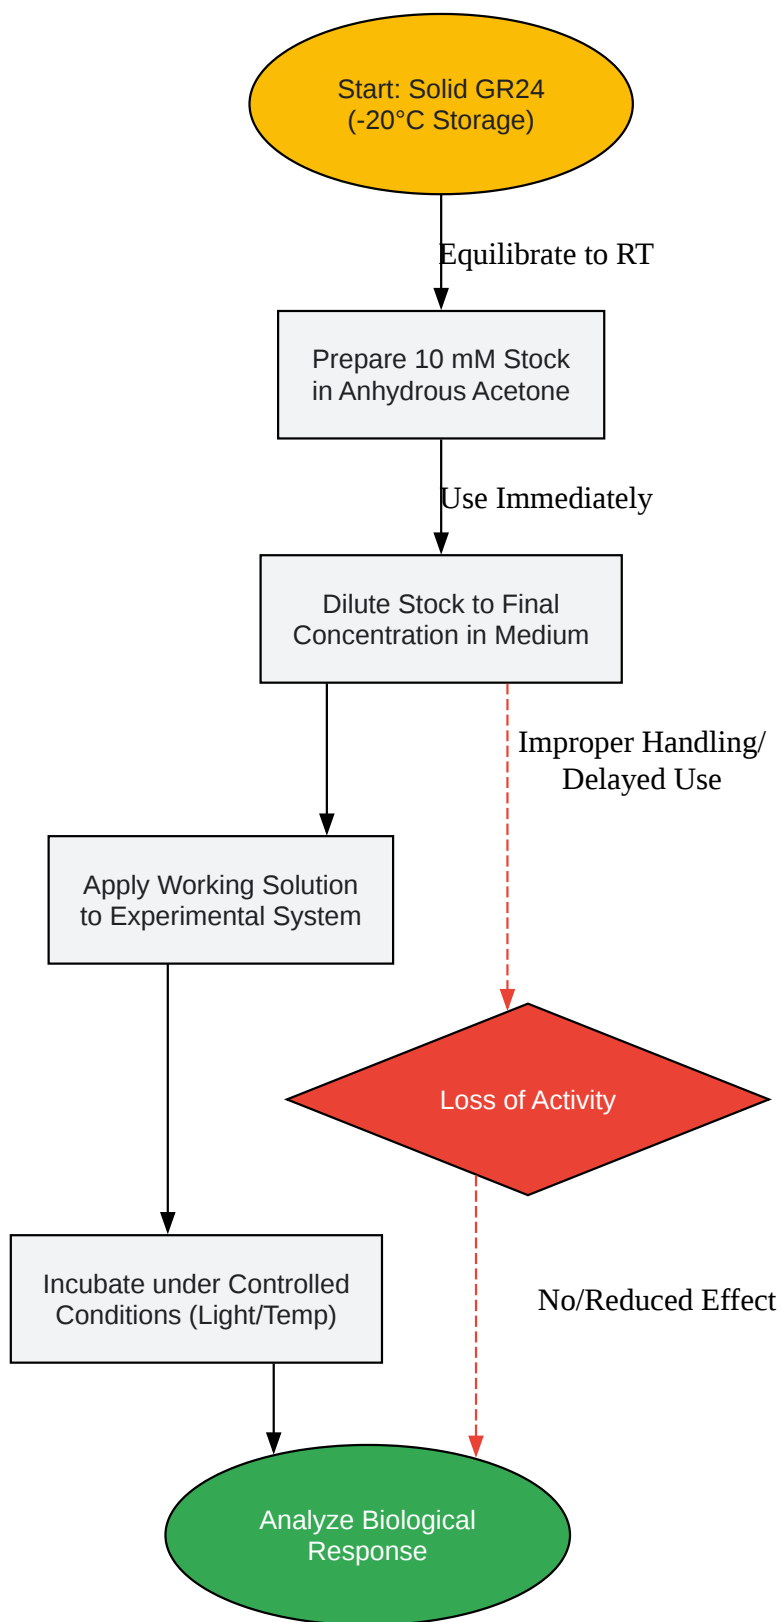 Start: Solid GR24
(-20°C Storage)
Equilibrate to RT
Prepare 10 mM Stock
in Anhydrous Acetone
Use Immediately
Dilute Stock to Final
Concentration in Medium
Improper Handling/
Delayed Use
Apply Working Solution
to Experimental System
Loss of Activity
Incubate under Controlled
Conditions (Light/Temp)
No/Reduced Effect
Analyze Biological
Response